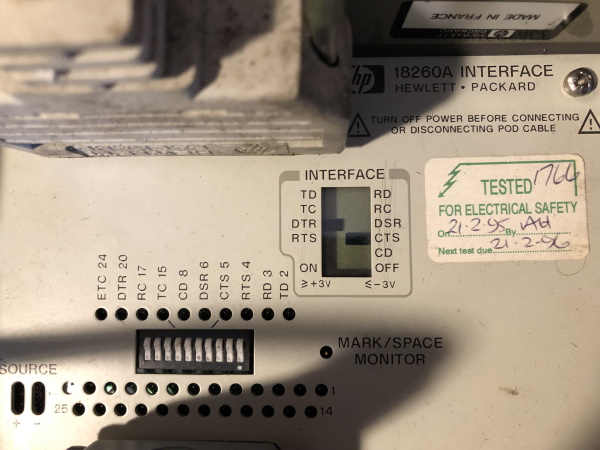 MADE IN FRANCE
HEWLETT
PACKARD
hp 18260A INTERFACE
HEWLETT • PACKARD
TURN OFF POWER BEFORE CONNECTING
OR DISCONNECTING POD CABLE
INTERFACE
TD RD
TC RC
DTR DSR
RTS CTS
CD
ON OFF
≥+3V ≤-3V
TESTED 1766
FOR ELECTRICAL SAFETY
On 21-2-95 By AH
Next test due 21-2-96
ETC 24
DTR 20
RC 17
TC 15
CD 8
DSR 6
CTS 5
RTS 4
RD 3
TD 2
MARK/SPACE
MONITOR
SOURCE
+ -
1
25 14